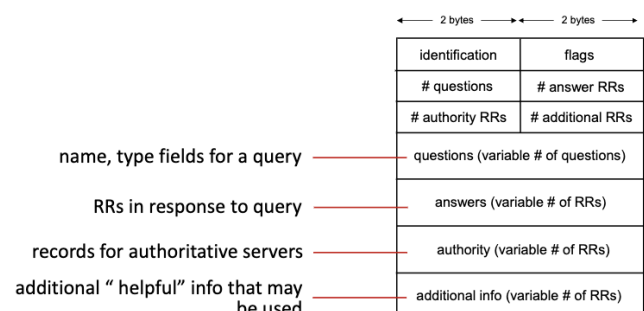 2 bytes 2 bytes
identification flags
# questions # answer RRs
# authority RRs # additional RRs
name, type fields for a query questions (variable # of questions)
RRs in response to query answers (variable # of RRs)
records for authoritative servers authority (variable # of RRs)
additional “ helpful” info that may additional info (variable # of RRs)
be used